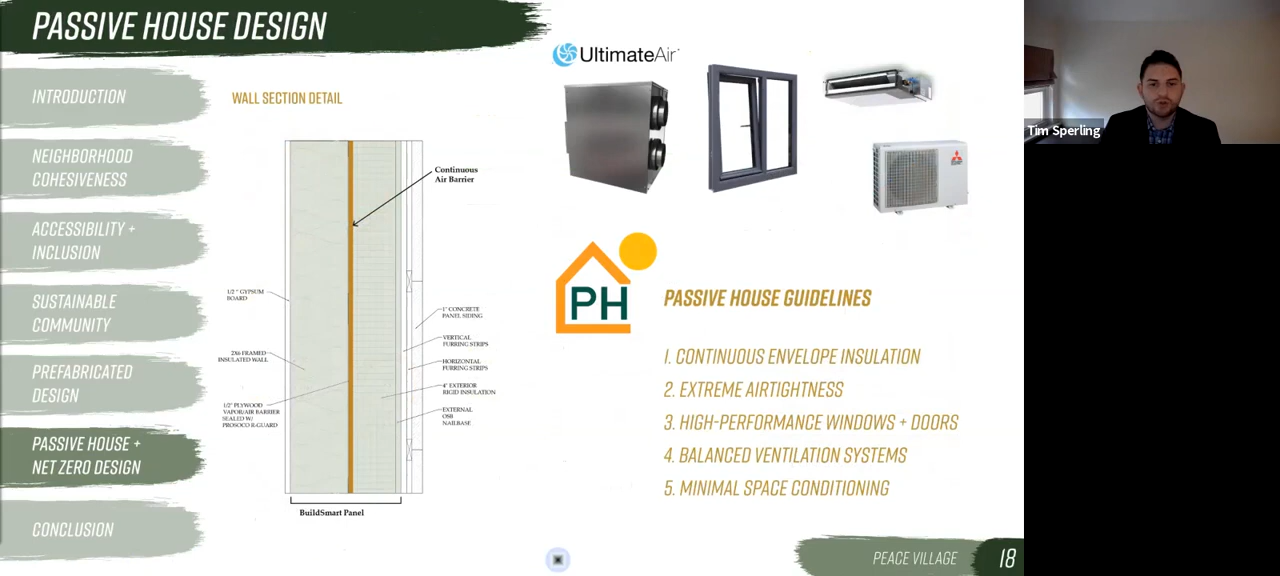 PASSIVE HOUSE DESIGN
INTRODUCTION
NEIGHBORHOOD
COHESIVENESS
ACCESSIBILITY +
INCLUSION
SUSTAINABLE
COMMUNITY
PREFABRICATED
DESIGN
PASSIVE HOUSE +
NET ZERO DESIGN
CONCLUSION
WALL SECTION DETAIL
Continuous
Air Barrier
1/2" GYPSUM
BOARD
2X6 FRAMED
INSULATED WALL
1/2" PLYWOOD
VAPOR/AIR BARRIER
SEALED W/
PROSOCO R-GUARD
1" CONCRETE
PANEL SIDING
VERTICAL
FURRING STRIPS
HORIZONTAL
FURRING STRIPS
4" EXTERIOR
RIGID INSULATION
EXTERNAL
OSB
NAILBASE
BuildSmart Panel
UltimateAir
PH
PASSIVE HOUSE GUIDELINES
1. CONTINUOUS ENVELOPE INSULATION
2. EXTREME AIRTIGHTNESS
3. HIGH-PERFORMANCE WINDOWS + DOORS
4. BALANCED VENTILATION SYSTEMS
5. MINIMAL SPACE CONDITIONING
PEACE VILLAGE
18
Tim Sperling